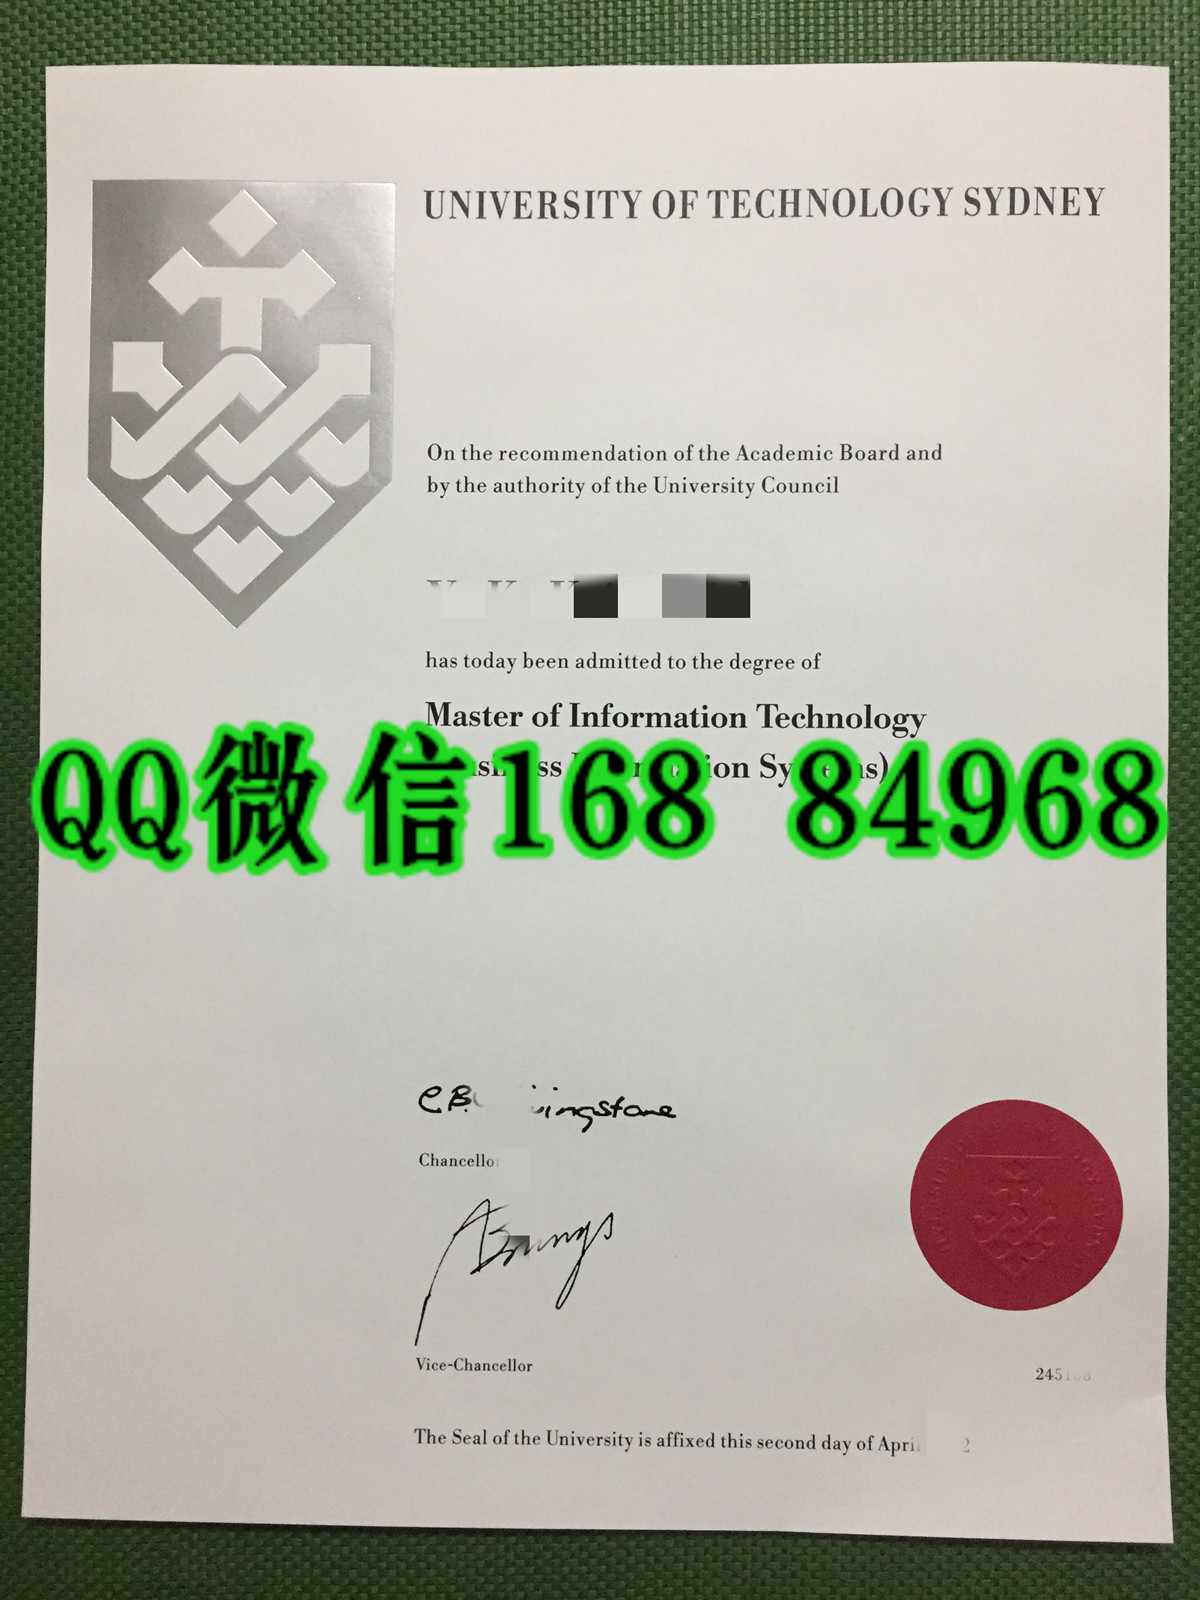 UNIVERSITY OF TECHNOLOGY SYDNEY
On the recommendation of the Academic Board and
by the authority of the University Council
has today been admitted to the degree of
Master of Information Technology
QQ微信168 84968
Chancellor
Vice-Chancellor
The Seal of the University is affixed this second day of April